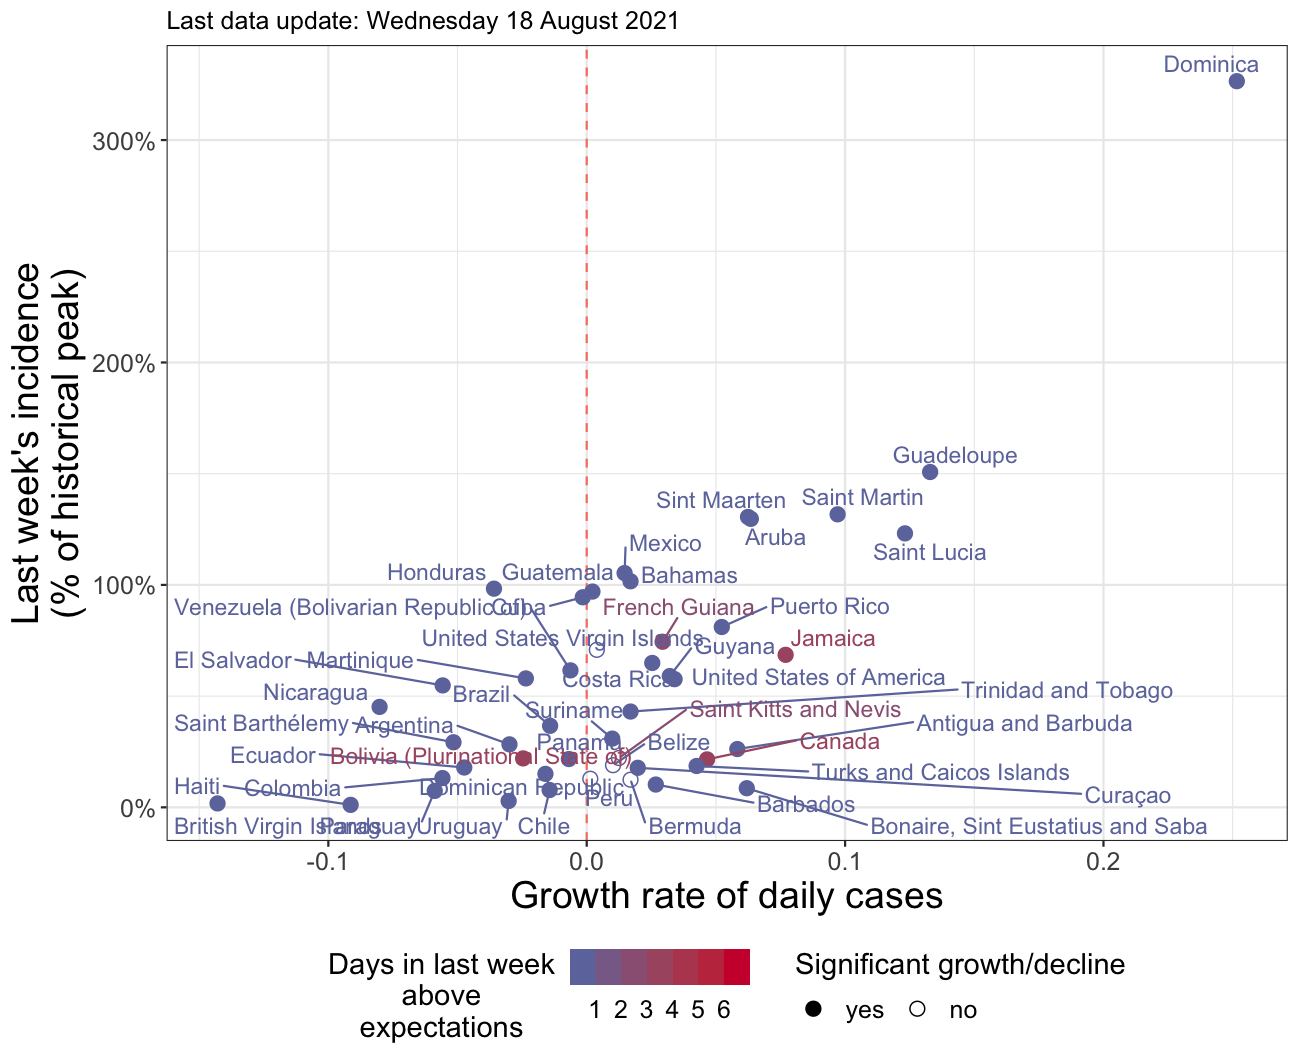 Last data update: Wednesday 18 August 2021
Dominica
300%
200%
Guadeloupe
Saint Martin
Sint Maarten
Aruba
Saint Lucia
Mexico
Honduras
Guatemala
Bahamas
100%
Venezuela (Bolivarian Republic of)
Cuba
French Guiana
Puerto Rico
United States Virgin Islands
Guyana
Jamaica
El Salvador
Martinique
Costa Rica
United States of America
Nicaragua
Brazil
Trinidad and Tobago
Suriname
Saint Kitts and Nevis
Saint Barthélemy
Argentina
Antigua and Barbuda
Panama
Belize
Canada
Ecuador
Bolivia (Plurinational State of)
Turks and Caicos Islands
Haiti
Colombia
Dominican Republic
Peru
Curaçao
0%
Barbados
British Virgin Islands
Paraguay
Uruguay
Chile
Bermuda
Bonaire, Sint Eustatius and Saba
Last week's incidence
(% of historical peak)
-0.1
0.0
0.1
0.2
Growth rate of daily cases
Days in last week
above
expectations
1 2 3 4 5 6
Significant growth/decline
yes
no